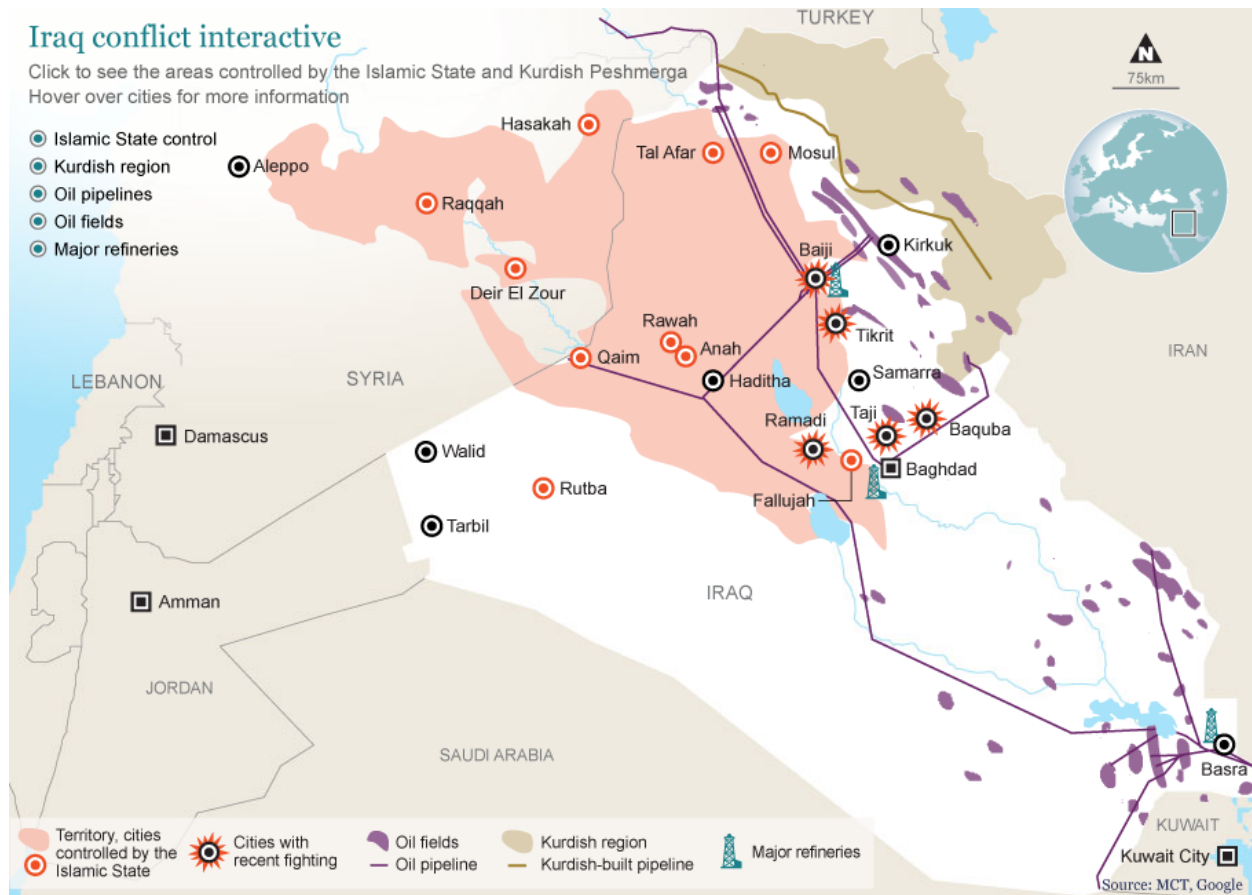 Iraq conflict interactive
Click to see the areas controlled by the Islamic State and Kurdish Peshmerga
Hover over cities for more information
Islamic State control
Kurdish region
Oil pipelines
Oil fields
Major refineries
TURKEY
N
75km
Hasakah
Tal Afar
Mosul
Aleppo
Raqqah
Kirkuk
Baiji
Deir El Zour
Rawah
Tikrit
Anah
Qaim
IRAN
LEBANON
SYRIA
Haditha
Samarra
Ramadi
Taji
Baquba
Damascus
Walid
Baghdad
Rutba
Fallujah
Tarbil
IRAQ
Amman
JORDAN
SAUDI ARABIA
Basra
KUWAIT
Kuwait City
Territory, cities
controlled by the
Islamic State
Cities with
recent fighting
Oil fields
Oil pipeline
Kurdish region
Kurdish-built pipeline
Major refineries
Source: MCT, Google